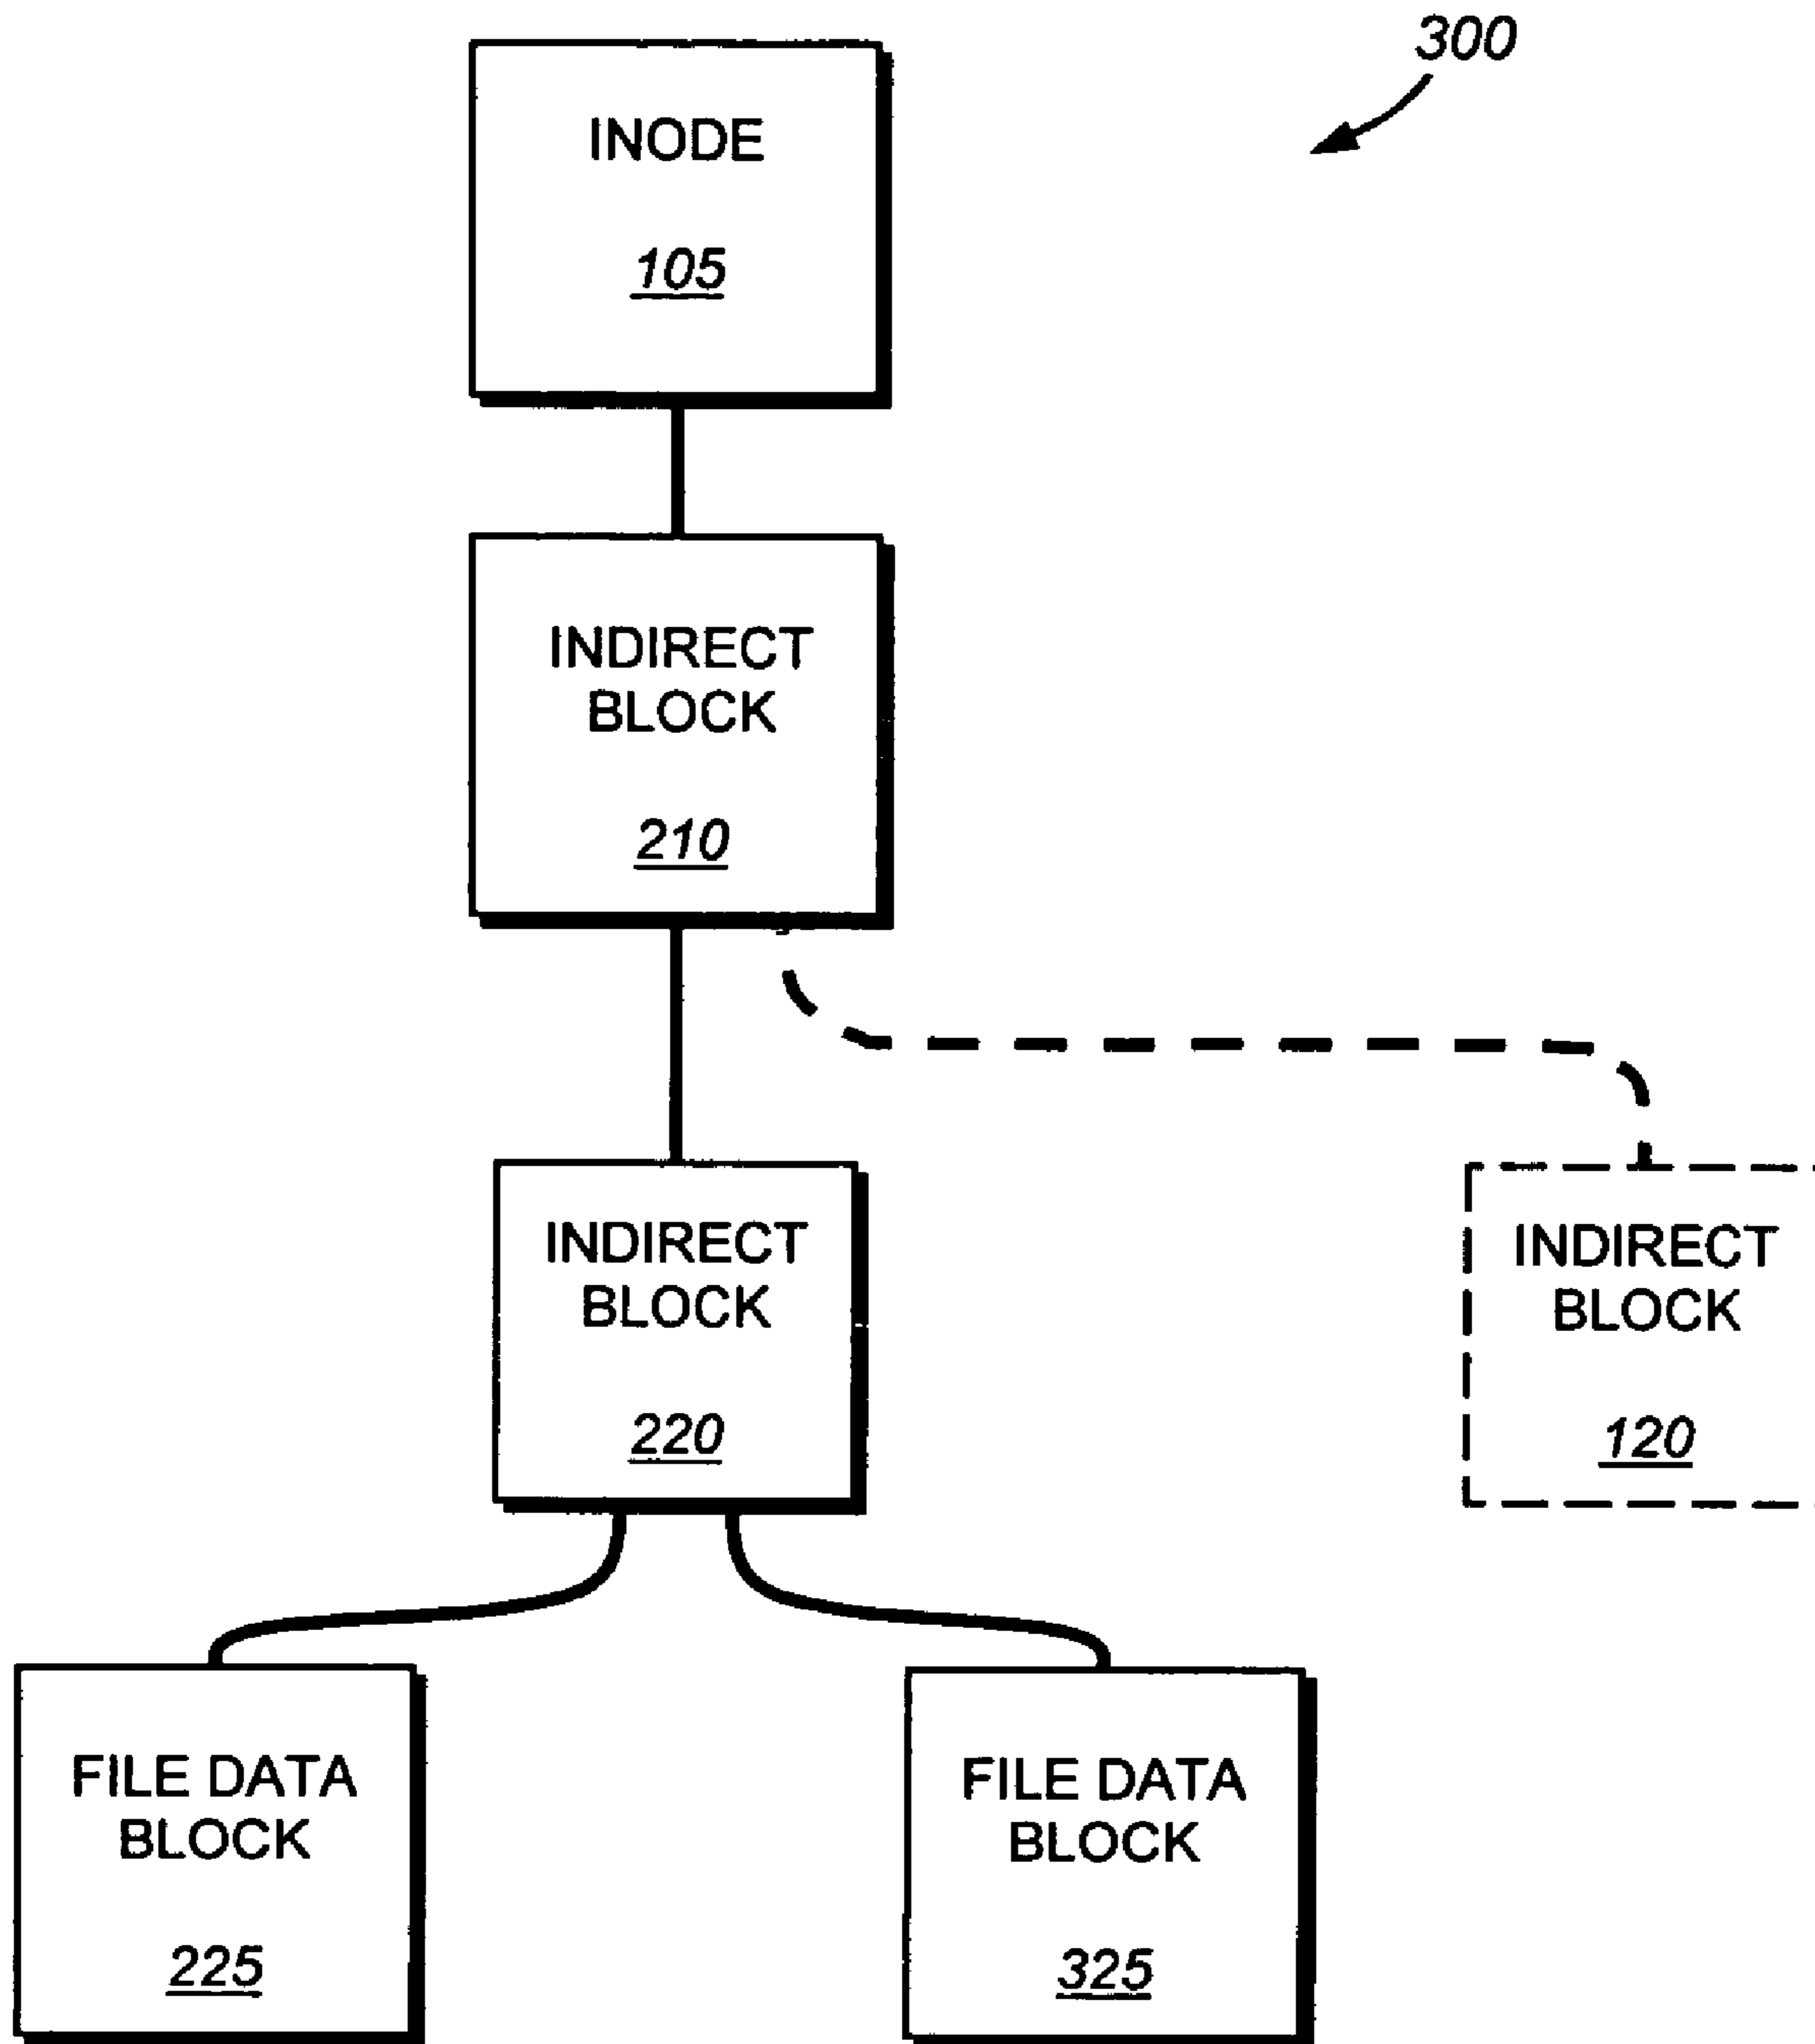 300
INODE
105
INDIRECT
BLOCK
210
INDIRECT
BLOCK
220
INDIRECT
BLOCK
120
FILE DATA
BLOCK
225
FILE DATA
BLOCK
325